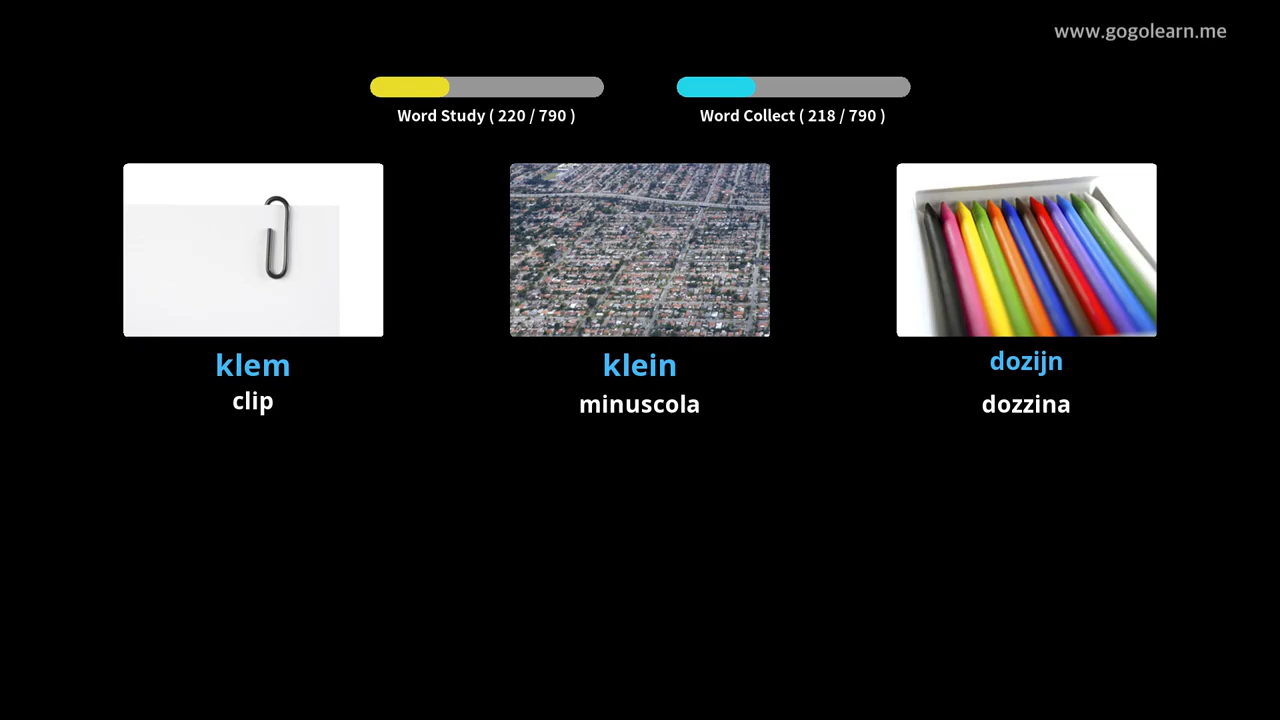 www.gogolearn.me
Word Study ( 220 / 790 )
Word Collect ( 218 / 790 )
klem
clip
klein
minuscola
dozijn
dozzina